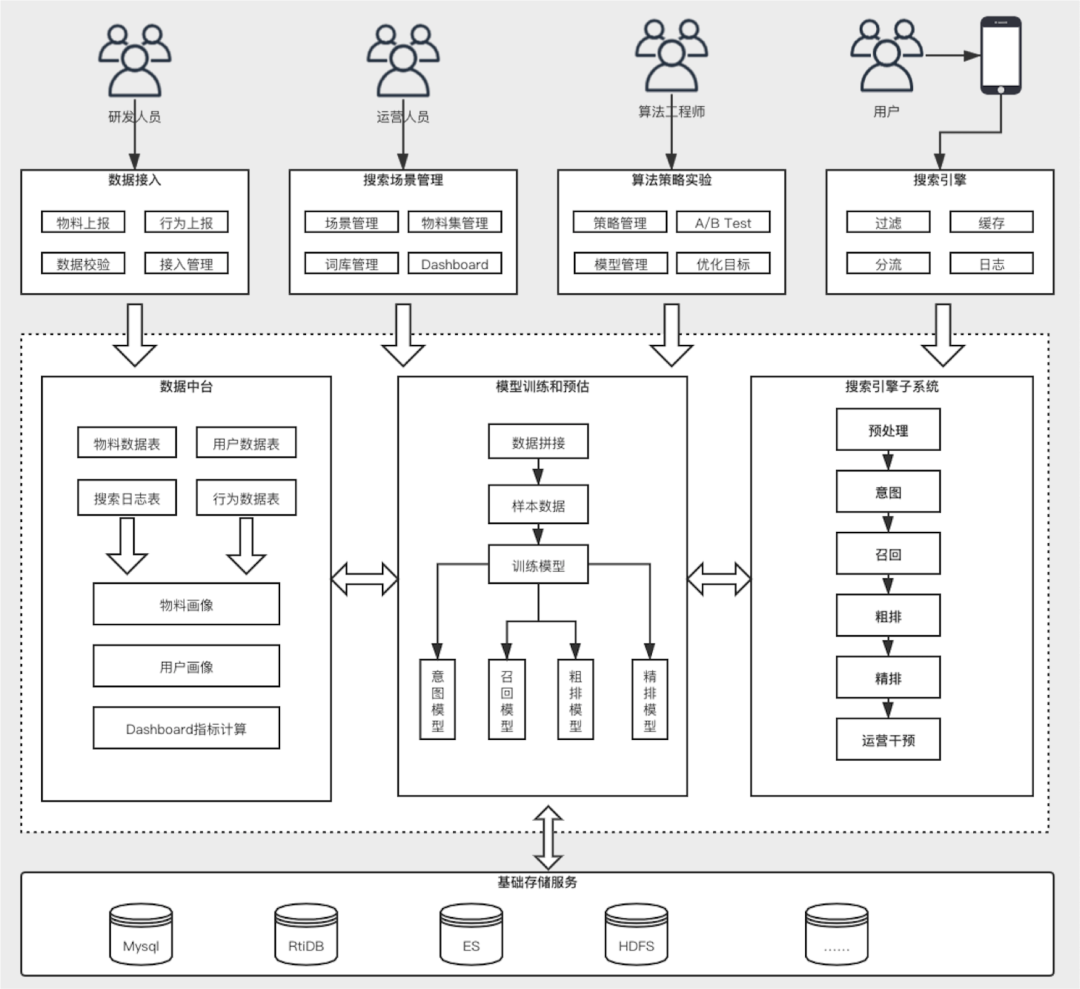 研发人员
运营人员
算法工程师
用户
数据接入
物料上报
行为上报
数据校验
接入管理
搜索场景管理
场景管理
物料集管理
词库管理
Dashboard
算法策略实验
策略管理
A/B Test
模型管理
优化目标
搜索引擎
过滤
缓存
分流
日志
数据中台
物料数据表
用户数据表
搜索日志表
行为数据表
物料画像
用户画像
Dashboard指标计算
模型训练和预估
数据拼接
样本数据
训练模型
意图模型
召回模型
粗排模型
精排模型
搜索引擎子系统
预处理
意图
召回
粗排
精排
运营干预
基础存储服务
Mysql
RtiDB
ES
HDFS
……